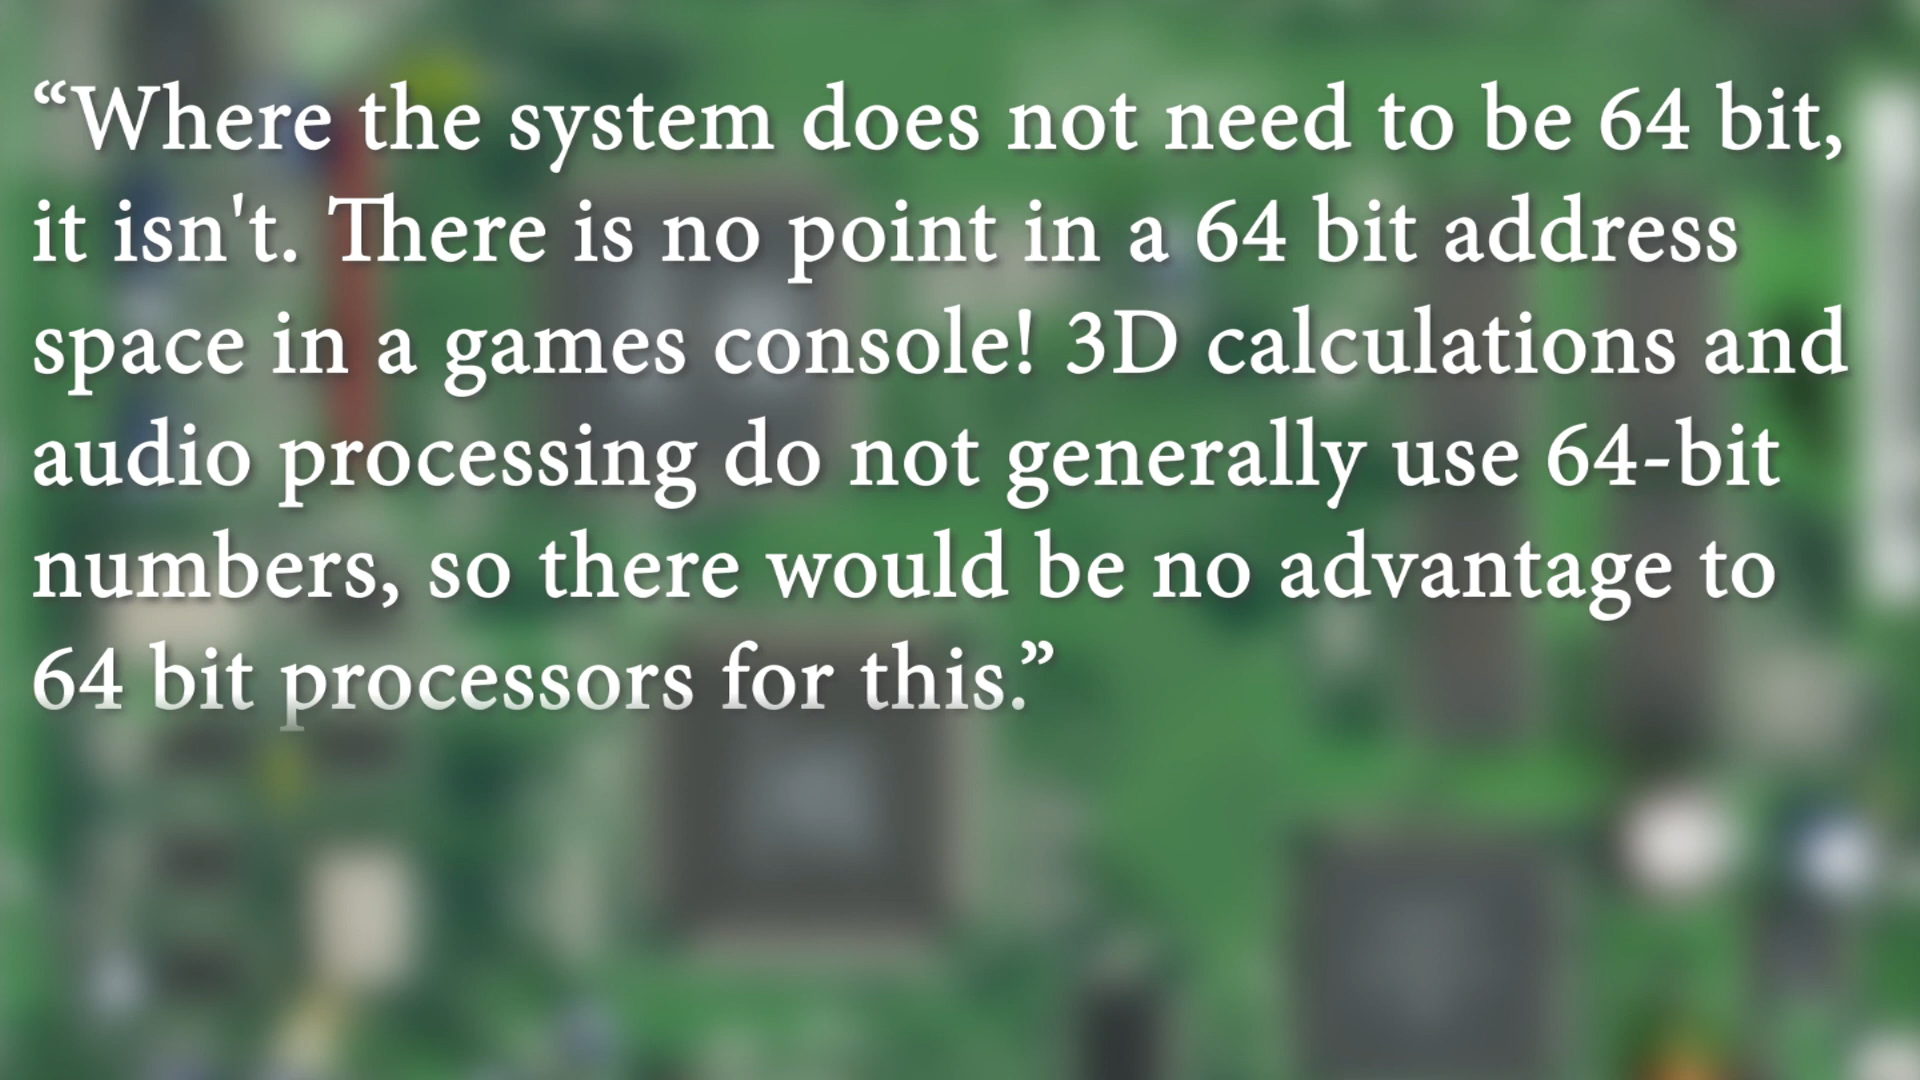 “Where the system does not need to be 64 bit,
it isn't. There is no point in a 64 bit address
space in a games console! 3D calculations and
audio processing do not generally use 64-bit
numbers, so there would be no advantage to
64 bit processors for this.”